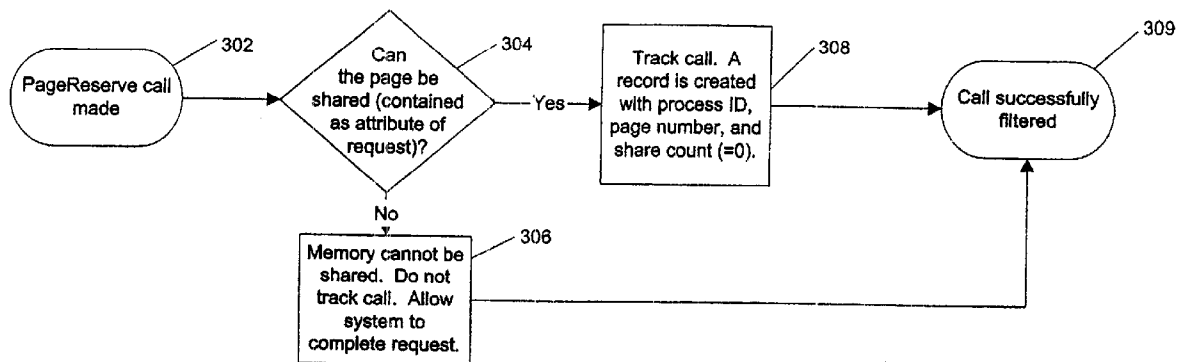 302
PageReserve call
made
304
Can
the page be
shared (contained
as attribute of
request)?
Yes
308
Track call. A
record is created
with process ID,
page number, and
share count (=0).
309
Call successfully
filtered
No
306
Memory cannot be
shared. Do not
track call. Allow
system to
complete request.